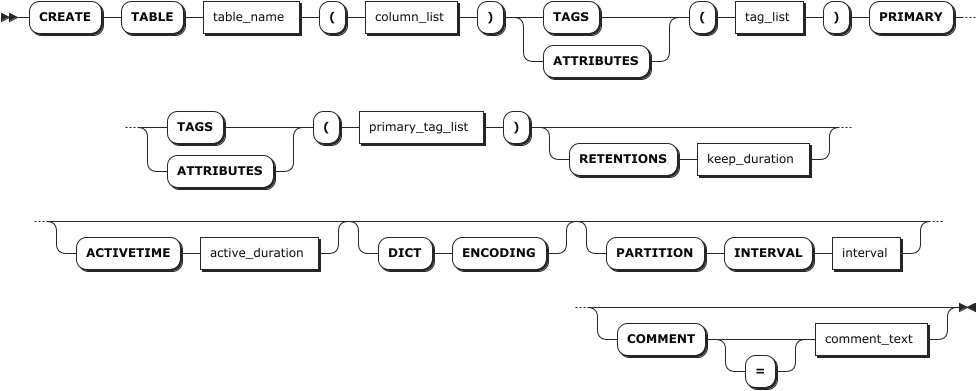 CREATE TABLE table_name ( column_list ) TAGS ( tag_list ) PRIMARY
ATTRIBUTES
TAGS ( primary_tag_list )
RETENTIONS keep_duration
ATTRIBUTES
ACTIVETIME active_duration DICT ENCODING PARTITION INTERVAL interval
COMMENT comment_text
=